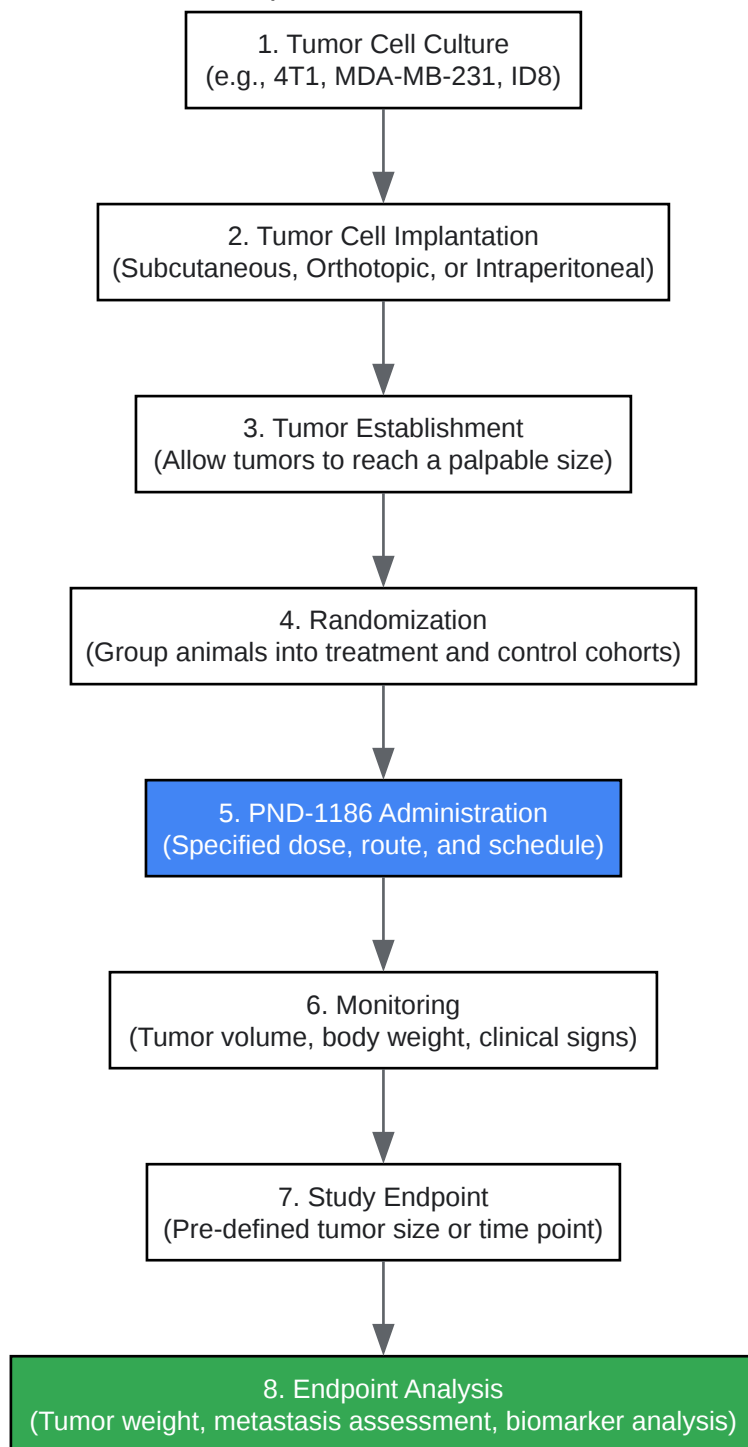 1. Tumor Cell Culture
(e.g., 4T1, MDA-MB-231, ID8)
2. Tumor Cell Implantation
(Subcutaneous, Orthotopic, or Intraperitoneal)
3. Tumor Establishment
(Allow tumors to reach a palpable size)
4. Randomization
(Group animals into treatment and control cohorts)
5. PND-1186 Administration
(Specified dose, route, and schedule)
6. Monitoring
(Tumor volume, body weight, clinical signs)
7. Study Endpoint
(Pre-defined tumor size or time point)
8. Endpoint Analysis
(Tumor weight, metastasis assessment, biomarker analysis)